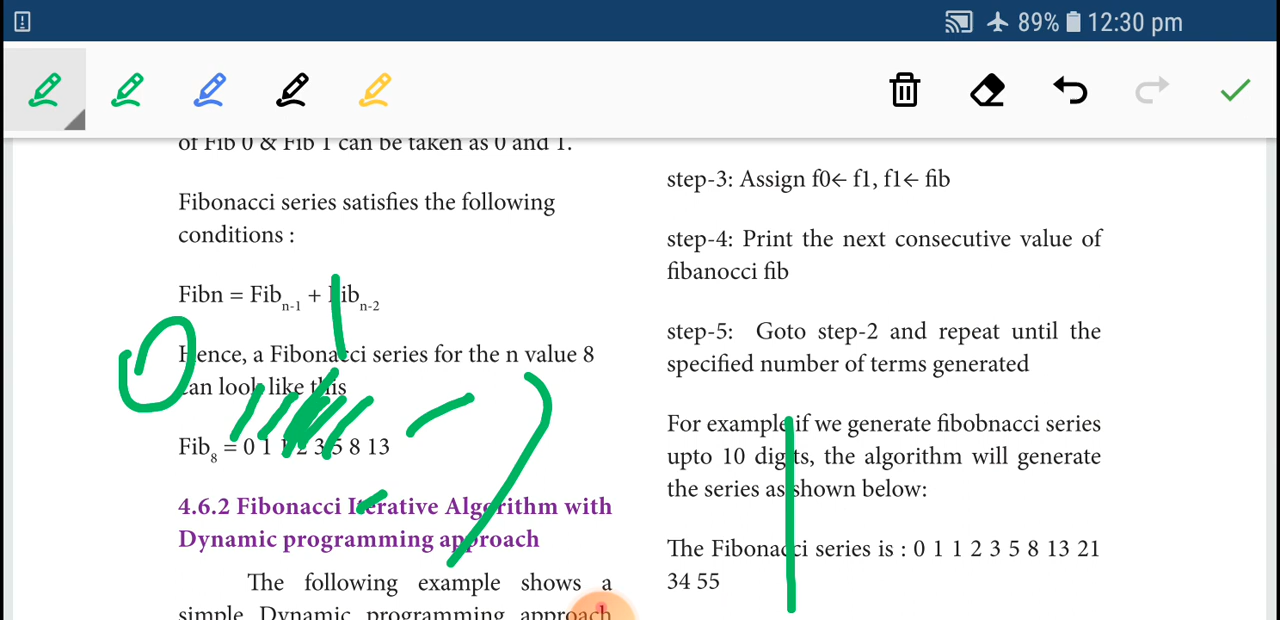 89% 12:30 pm
of Fib 0 & Fib 1 can be taken as 0 and 1.
Fibonacci series satisfies the following
conditions :
Fibn = Fibn-1 + Fibn-2
Hence, a Fibonacci series for the n value 8
can look like this
Fib8 = 0 1 1 2 3 5 8 13
4.6.2 Fibonacci Iterative Algorithm with
Dynamic programming approach
The following example shows a
simple Dynamic programming approach
step-3: Assign f0← f1, f1← fib
step-4: Print the next consecutive value of
fibanocci fib
step-5: Goto step-2 and repeat until the
specified number of terms generated
For example if we generate fibobnacci series
upto 10 digits, the algorithm will generate
the series as shown below:
The Fibonacci series is : 0 1 1 2 3 5 8 13 21
34 55